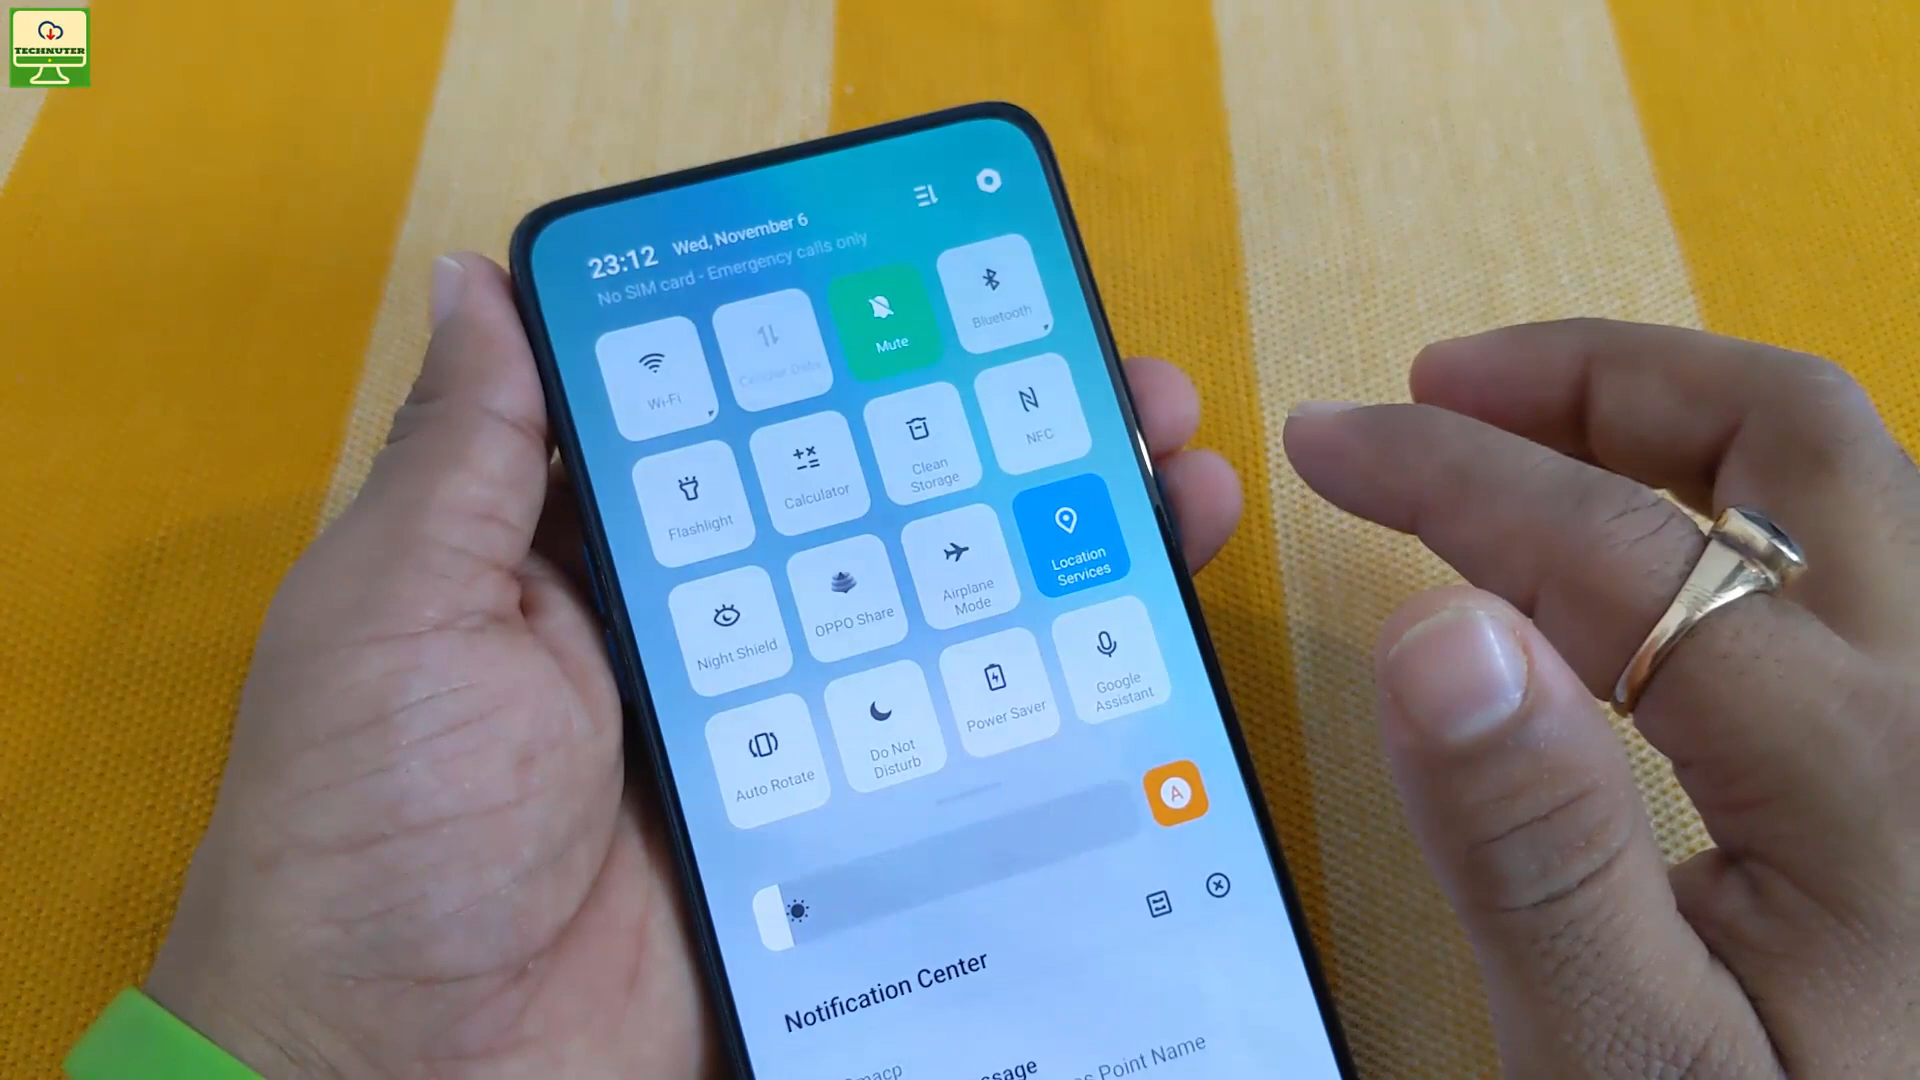 TECHNUTER
23:12 Wed, November 6
No SIM card - Emergency calls only
Wi-Fi
Cellular Data
Mute
Bluetooth
Flashlight
Calculator
Clean
Storage
NFC
Night Shield
OPPO Share
Airplane
Mode
Location
Services
Auto Rotate
Do Not
Disturb
Power Saver
Google
Assistant
A
Notification Center
Point Name